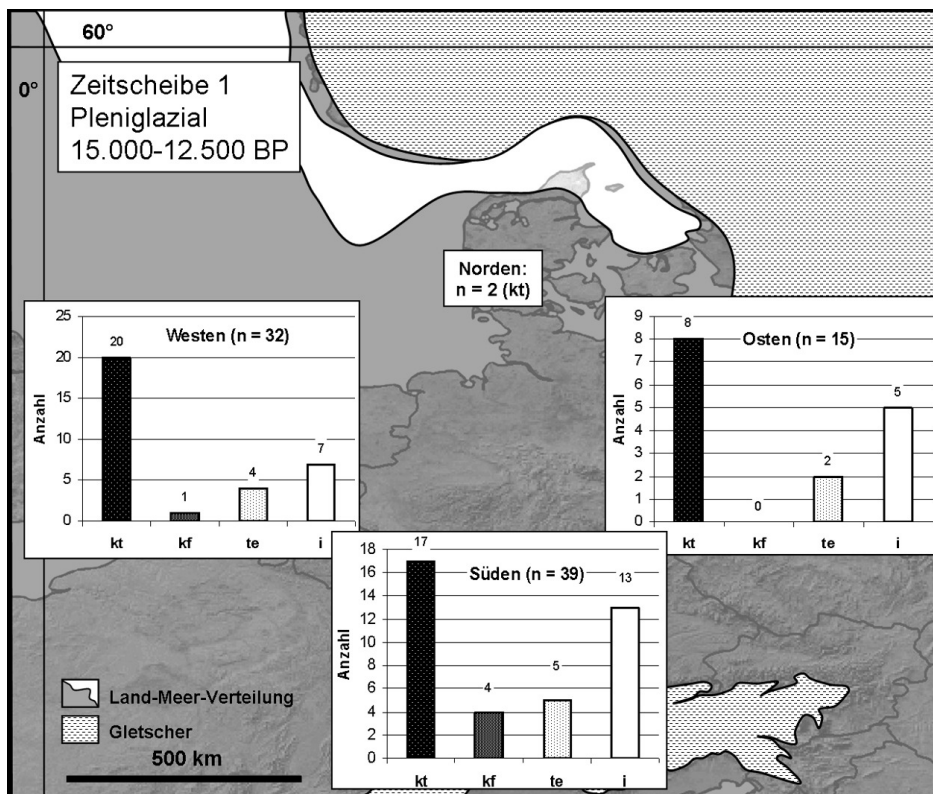 60°
0°
Zeitscheibe 1
Pleniglazial
15.000-12.500 BP
Norden:
n = 2 (kt)
Westen (n = 32)
Anzahl
25
20
15
10
5
0
20
1
4
7
kt kf te i
Osten (n = 15)
Anzahl
9
8
7
6
5
4
3
2
1
0
8
0
2
5
kt kf te i
Süden (n = 39)
Anzahl
18
16
14
12
10
8
6
4
2
0
17
4
5
13
kt kf te i
Land-Meer-Verteilung
Gletscher
500 km